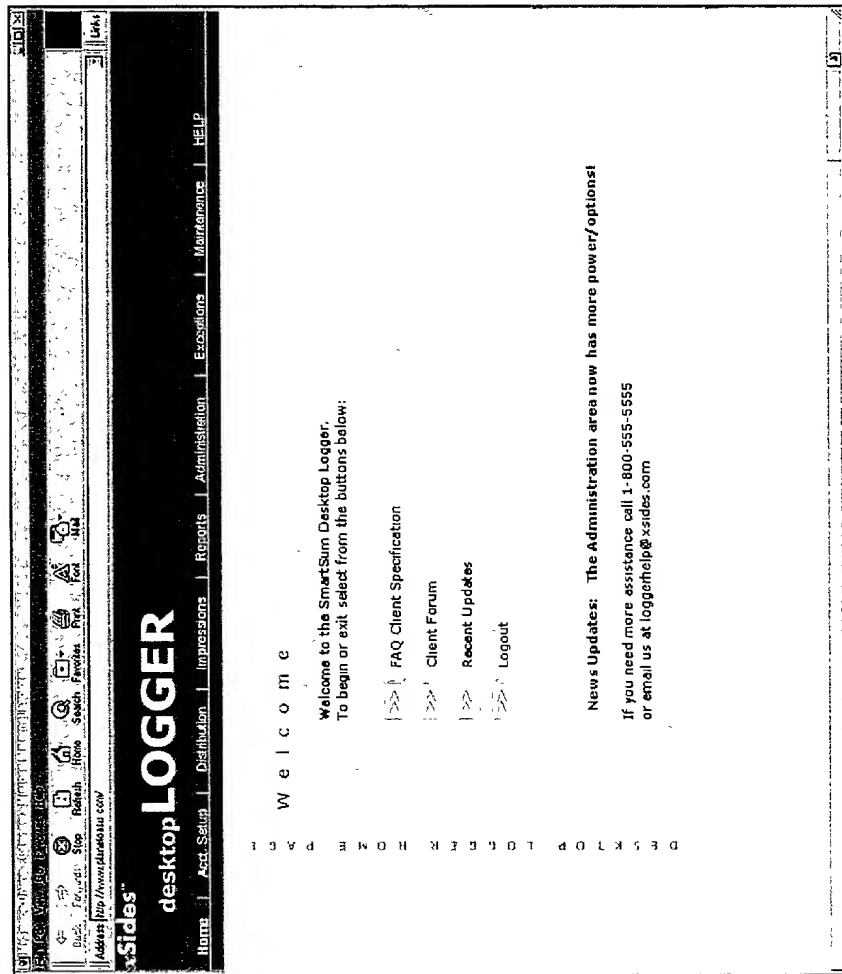 Back Forward Stop Refresh Home Search Favorites Print Font Mail
Address Links
xSides™
desktopLOGGER
Home | Acct. Setup | Distribution | Impressions | Reports | Administration | Exceptions | Maintenance | HELP
DESKTOP LOGGER HOME PAGE
Welcome
Welcome to the SmartSum Desktop Logger.
To begin or exit select from the buttons below:
>> FAQ Client Specification
>> Client Forum
>> Recent Updates
>> Logout
News Updates: The Administration area now has more power/options!
If you need more assistance call 1-800-555-5555
or email us at loggerhelp@xsides.com